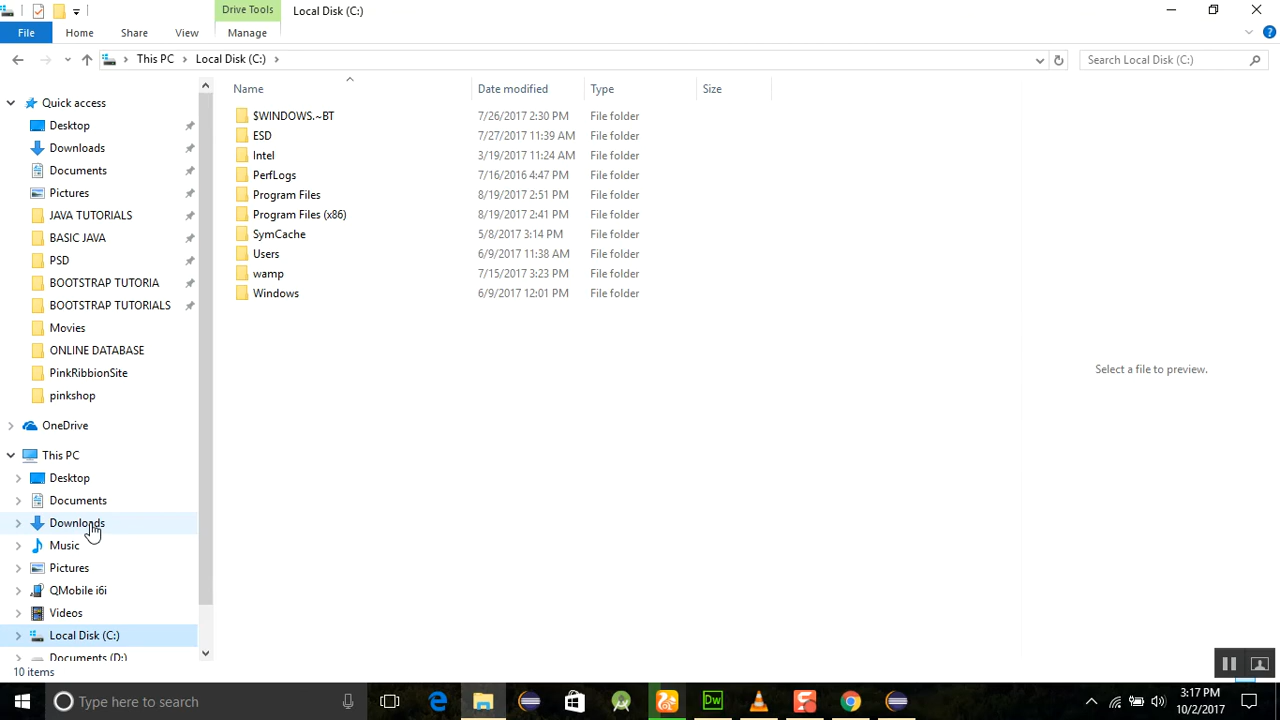 Drive Tools
Local Disk (C:)
File
Home
Share
View
Manage
This PC
Local Disk (C:)
Search Local Disk (C:)
Name
Date modified
Type
Size
$WINDOWS.~BT 7/26/2017 2:30 PM File folder
ESD 7/27/2017 11:39 AM File folder
Intel 3/19/2017 11:24 AM File folder
PerfLogs 7/16/2016 4:47 PM File folder
Program Files 8/19/2017 2:51 PM File folder
Program Files (x86) 8/19/2017 2:41 PM File folder
SymCache 5/8/2017 3:14 PM File folder
Users 6/9/2017 11:38 AM File folder
wamp 7/15/2017 3:23 PM File folder
Windows 6/9/2017 12:01 PM File folder
Quick access
Desktop
Downloads
Documents
Pictures
JAVA TUTORIALS
BASIC JAVA
PSD
BOOTSTRAP TUTORIA
BOOTSTRAP TUTORIALS
Movies
ONLINE DATABASE
PinkRibbionSite
pinkshop
OneDrive
This PC
Desktop
Documents
Downloads
Music
Pictures
QMobile i6i
Videos
Local Disk (C:)
Documents (D:)
Select a file to preview.
10 items
Type here to search
Dw
3:17 PM
10/2/2017